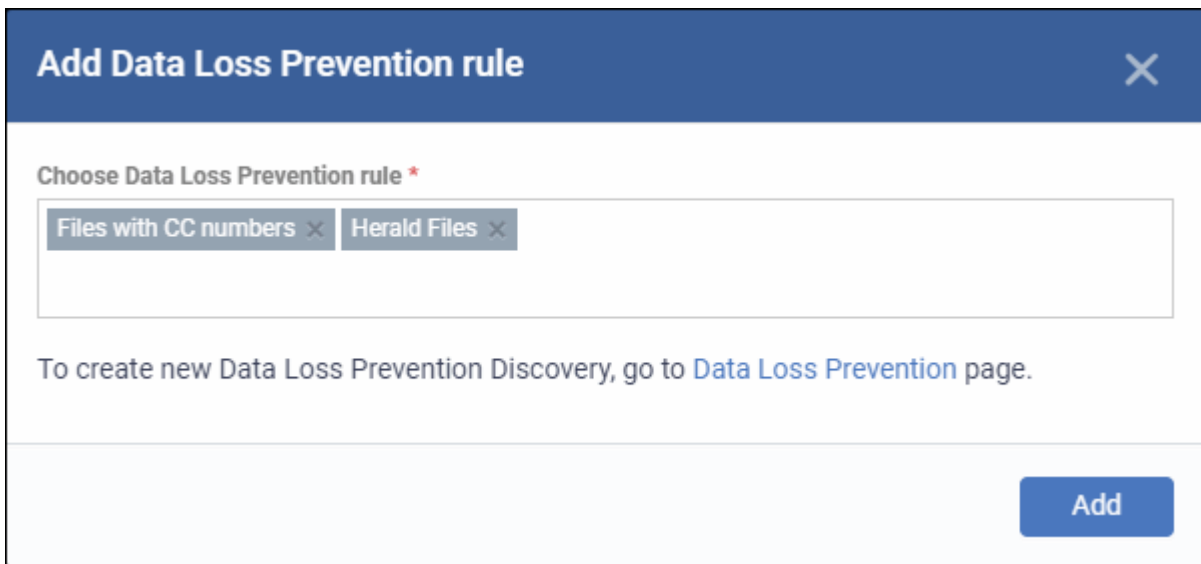 Add Data Loss Prevention rule
Choose Data Loss Prevention rule *
Files with CC numbers × Herald Files ×
To create new Data Loss Prevention Discovery, go to Data Loss Prevention page.
Add